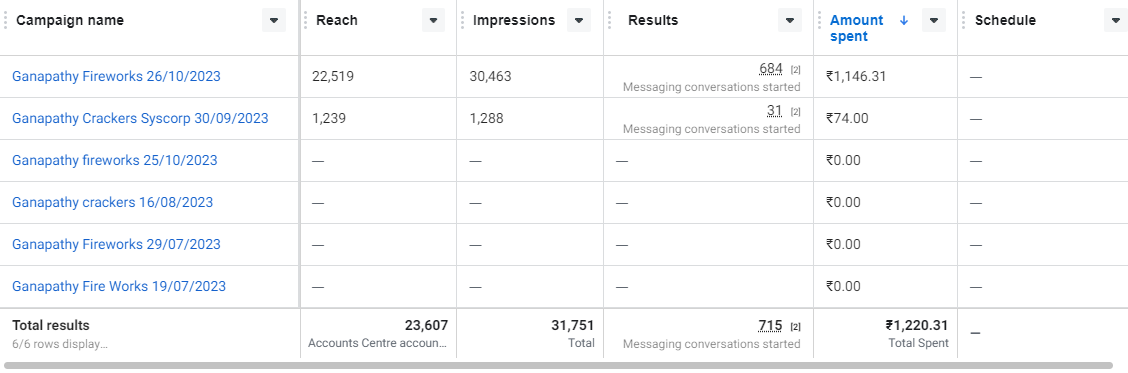 Campaign name Reach Impressions Results Amount spent ↓ Schedule
Ganapathy Fireworks 26/10/2023 22,519 30,463 684 [2] ₹1,146.31 —
Messaging conversations started
Ganapathy Crackers Syscorp 30/09/2023 1,239 1,288 31 [2] ₹74.00 —
Messaging conversations started
Ganapathy fireworks 25/10/2023 — — — ₹0.00 —
Ganapathy crackers 16/08/2023 — — — ₹0.00 —
Ganapathy Fireworks 29/07/2023 — — — ₹0.00 —
Ganapathy Fire Works 19/07/2023 — — — ₹0.00 —
Total results 23,607 31,751 715 [2] ₹1,220.31 —
6/6 rows display... Accounts Centre accoun... Total Messaging conversations started Total Spent